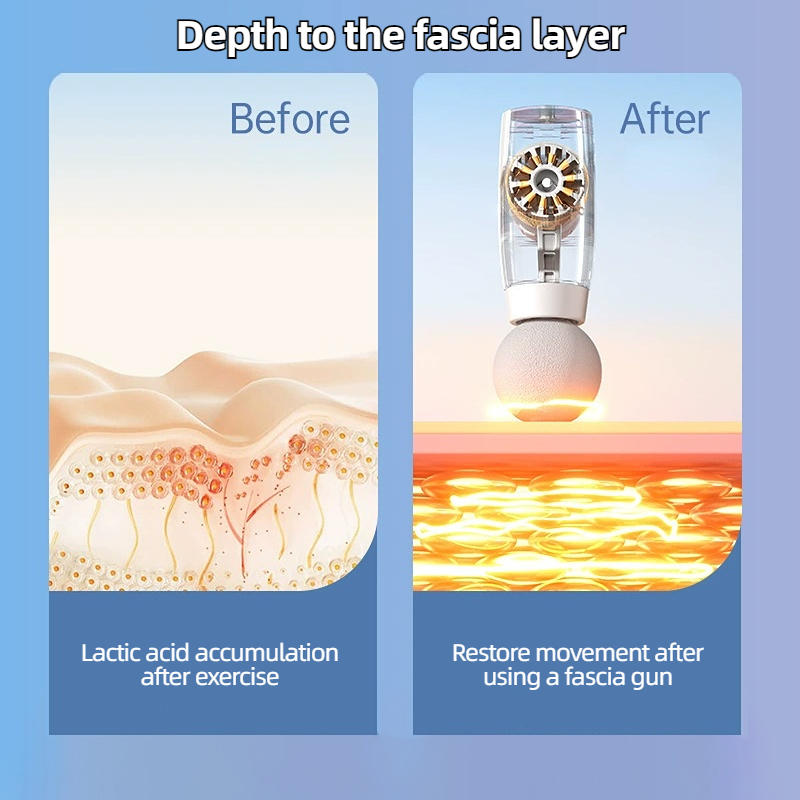 Depth to the fascia layer
Before
After
Lactic acid accumulation
after exercise
Restore movement after
using a fascia gun